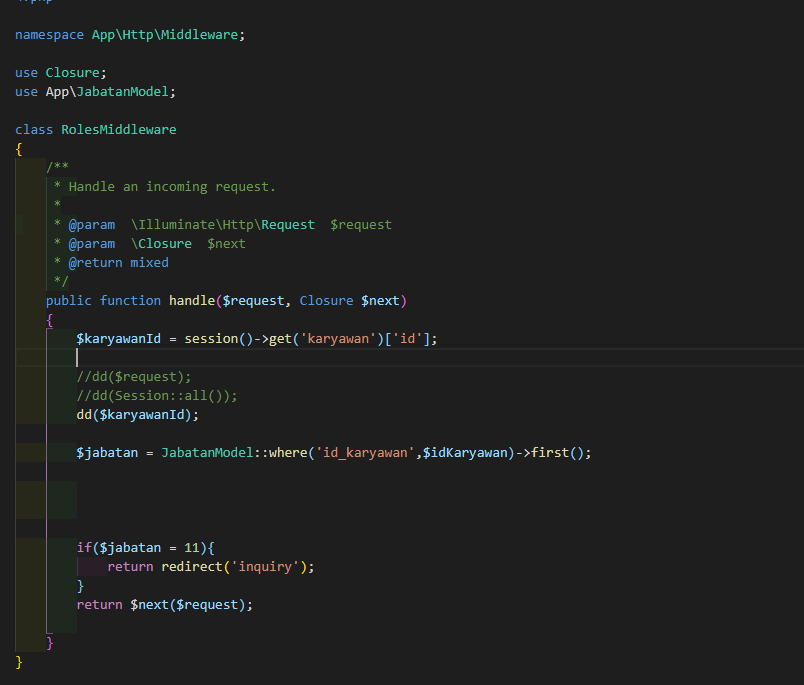 namespace App\Http\Middleware;
use Closure;
use App\JabatanModel;
class RolesMiddleware
{
/**
* Handle an incoming request.
*
* @param  \Illuminate\Http\Request  $request
* @param  \Closure  $next
* @return mixed
*/
public function handle($request, Closure $next)
{
$karyawanId = session()->get('karyawan')['id'];
//dd($request);
//dd(Session::all());
dd($karyawanId);
$jabatan = JabatanModel::where('id_karyawan',$idKaryawan)->first();
if($jabatan = 11){
return redirect('inquiry');
}
return $next($request);
}
}